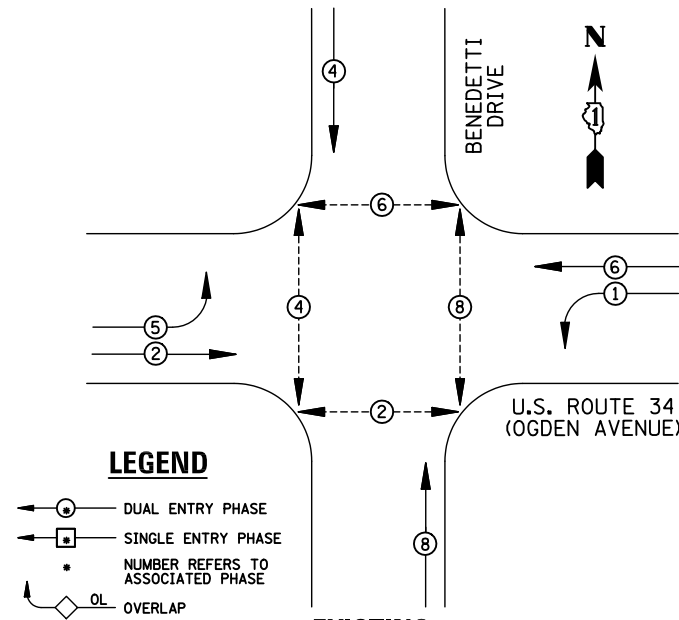 4
BENEDETTI
DRIVE
N
1
6
6
1
4
8
5
2
2
U.S. ROUTE 34
(OGDEN AVENUE)
8
LEGEND
* DUAL ENTRY PHASE
* SINGLE ENTRY PHASE
* NUMBER REFERS TO
ASSOCIATED PHASE
OL OVERLAP
EXISTING